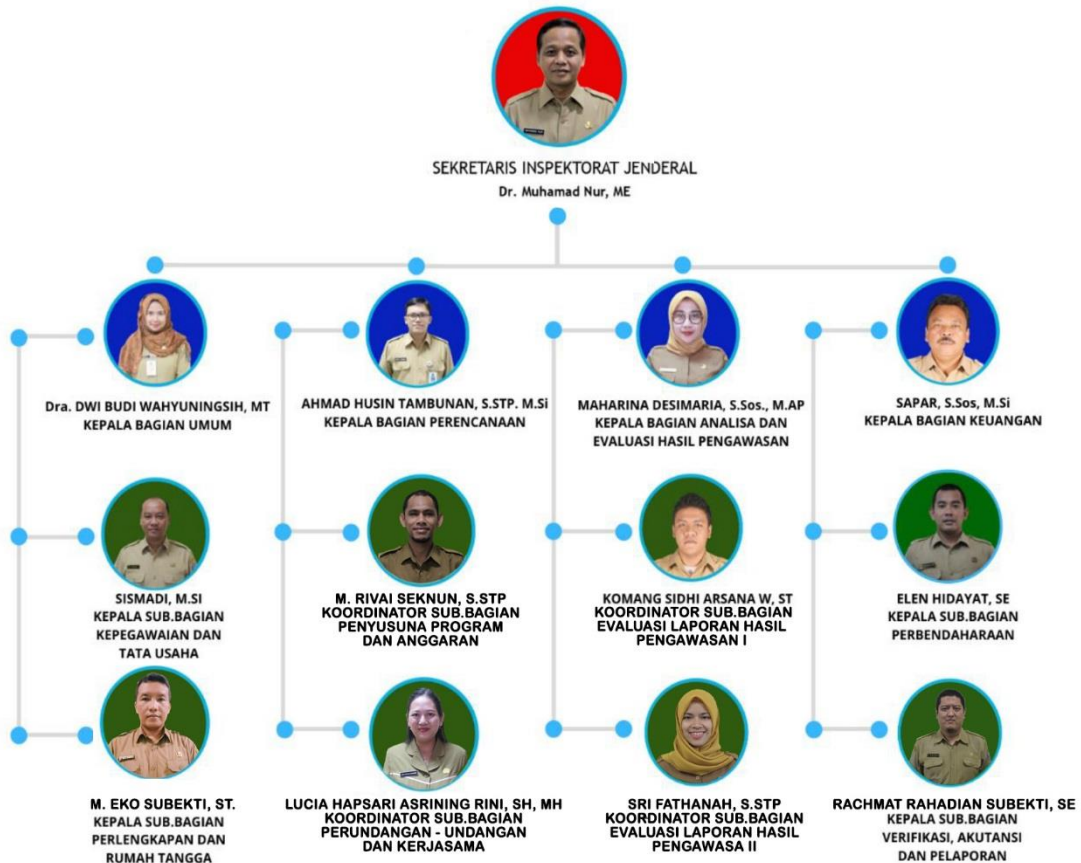 SEKRETARIS INSPEKTORAT JENDERAL
Dr. Muhamad Nur, ME
Dra. DWI BUDI WAHYUNINGSIH, MT
KEPALA BAGIAN UMUM
AHMAD HUSIN TAMBUNAN, S.STP. M.Si
KEPALA BAGIAN PERENCANAAN
MAHARINA DESIMARIA, S.Sos., M.AP
KEPALA BAGIAN ANALISA DAN
EVALUASI HASIL PENGAWASAN
SAPAR, S.Sos, M.Si
KEPALA BAGIAN KEUANGAN
SISMADI, M.SI
KEPALA SUB.BAGIAN
KEPEGAWAIAN DAN
TATA USAHA
M. RIVAI SEKNUN, S.STP
KOORDINATOR SUB.BAGIAN
PENYUSUNA PROGRAM
DAN ANGGARAN
KOMANG SIDHI ARSANA W, ST
KOORDINATOR SUB.BAGIAN
EVALUASI LAPORAN HASIL
PENGAWASAN I
ELEN HIDAYAT, SE
KEPALA SUB.BAGIAN
PERBENDAHARAAN
M. EKO SUBEKTI, ST.
KEPALA SUB.BAGIAN
PERLENGKAPAN DAN
RUMAH TANGGA
LUCIA HAPSARI ASRINING RINI, SH, MH
KOORDINATOR SUB.BAGIAN
PERUNDANGAN - UNDANGAN
DAN KERJASAMA
SRI FATHANAH, S.STP
KOORDINATOR SUB.BAGIAN
EVALUASI LAPORAN HASIL
PENGAWASA II
RACHMAT RAHADIAN SUBEKTI, SE
KEPALA SUB.BAGIAN
VERIFIKASI, AKUTANSI
DAN PELAPORAN